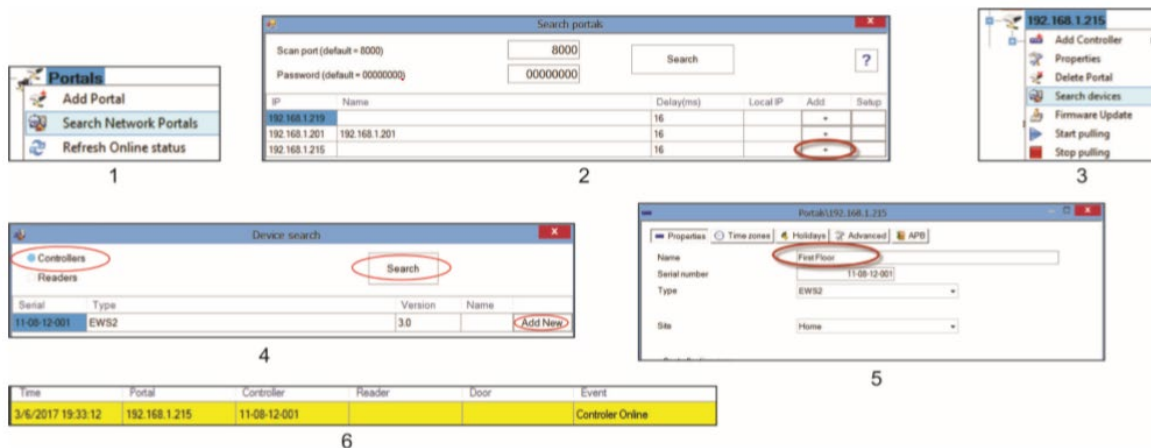 Portals
Add Portal
Search Network Portals
Refresh Online status
1
Search portals
Scan port (default = 8000) 8000
Search
?
Password (default = 00000000) 00000000
IP Name Delay(ms) Local IP Add Setup
192.168.1.219 16 +
192.168.1.201 192.168.1.201 16 +
192.168.1.215 16 +
2
192.168.1.215
Add Controller
Properties
Delete Portal
Search devices
Firmware Update
Start pulling
Stop pulling
3
Device search
Controllers
Search
Readers
Serial Type Version Name
11-08-12-001 EWS2 3.0 Add New
4
Portals\192.168.1.215
Properties Time zones Holidays Advanced APB
Name First Floor
Serial number 11-08-12-001
Type EWS2
Site Home
5
Time Portal Controller Reader Door Event
3/6/2017 19:33:12 192.168.1.215 11-08-12-001 Controler Online
6